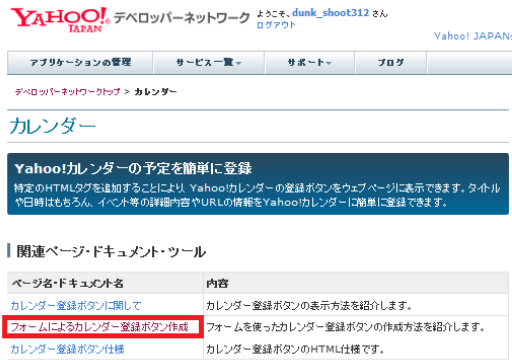 YAHOO! JAPAN デベロッパーネットワーク ようこそ、dunk_shoot312 さん
ログアウト
Yahoo! JAPAN
アプリケーションの管理 サービス一覧 サポート ブログ
デベロッパーネットワークトップ > カレンダー
カレンダー
Yahoo!カレンダーの予定を簡単に登録
特定のHTMLタグを追加することにより、Yahoo!カレンダーの登録ボタンをウェブページに表示できます。タイトル
や日時はもちろん、イベント等の詳細内容やURLの情報をYahoo!カレンダーに簡単に登録できます。
関連ページ・ドキュメント・ツール
ページ名・ドキュメント名 内容
カレンダー登録ボタンに関して カレンダー登録ボタンの表示方法を紹介します。
フォームによるカレンダー登録ボタン作成 フォームを使ったカレンダー登録ボタンの作成方法を紹介します。
カレンダー登録ボタン仕様 カレンダー登録ボタンのHTML仕様です。